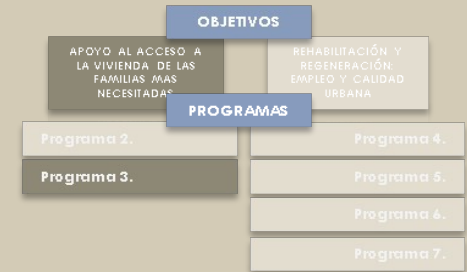 OBJETIVOS
APOYO AL ACCESO A
LA VIVIENDA DE LAS
FAMILIAS MAS
NECESITADAS
REHABILITACIÓN Y
REGENERACIÓN:
EMPLEO Y CALIDAD
URBANA
PROGRAMAS
Programa 2.
Programa 3.
Programa 4.
Programa 5.
Programa 6.
Programa 7.